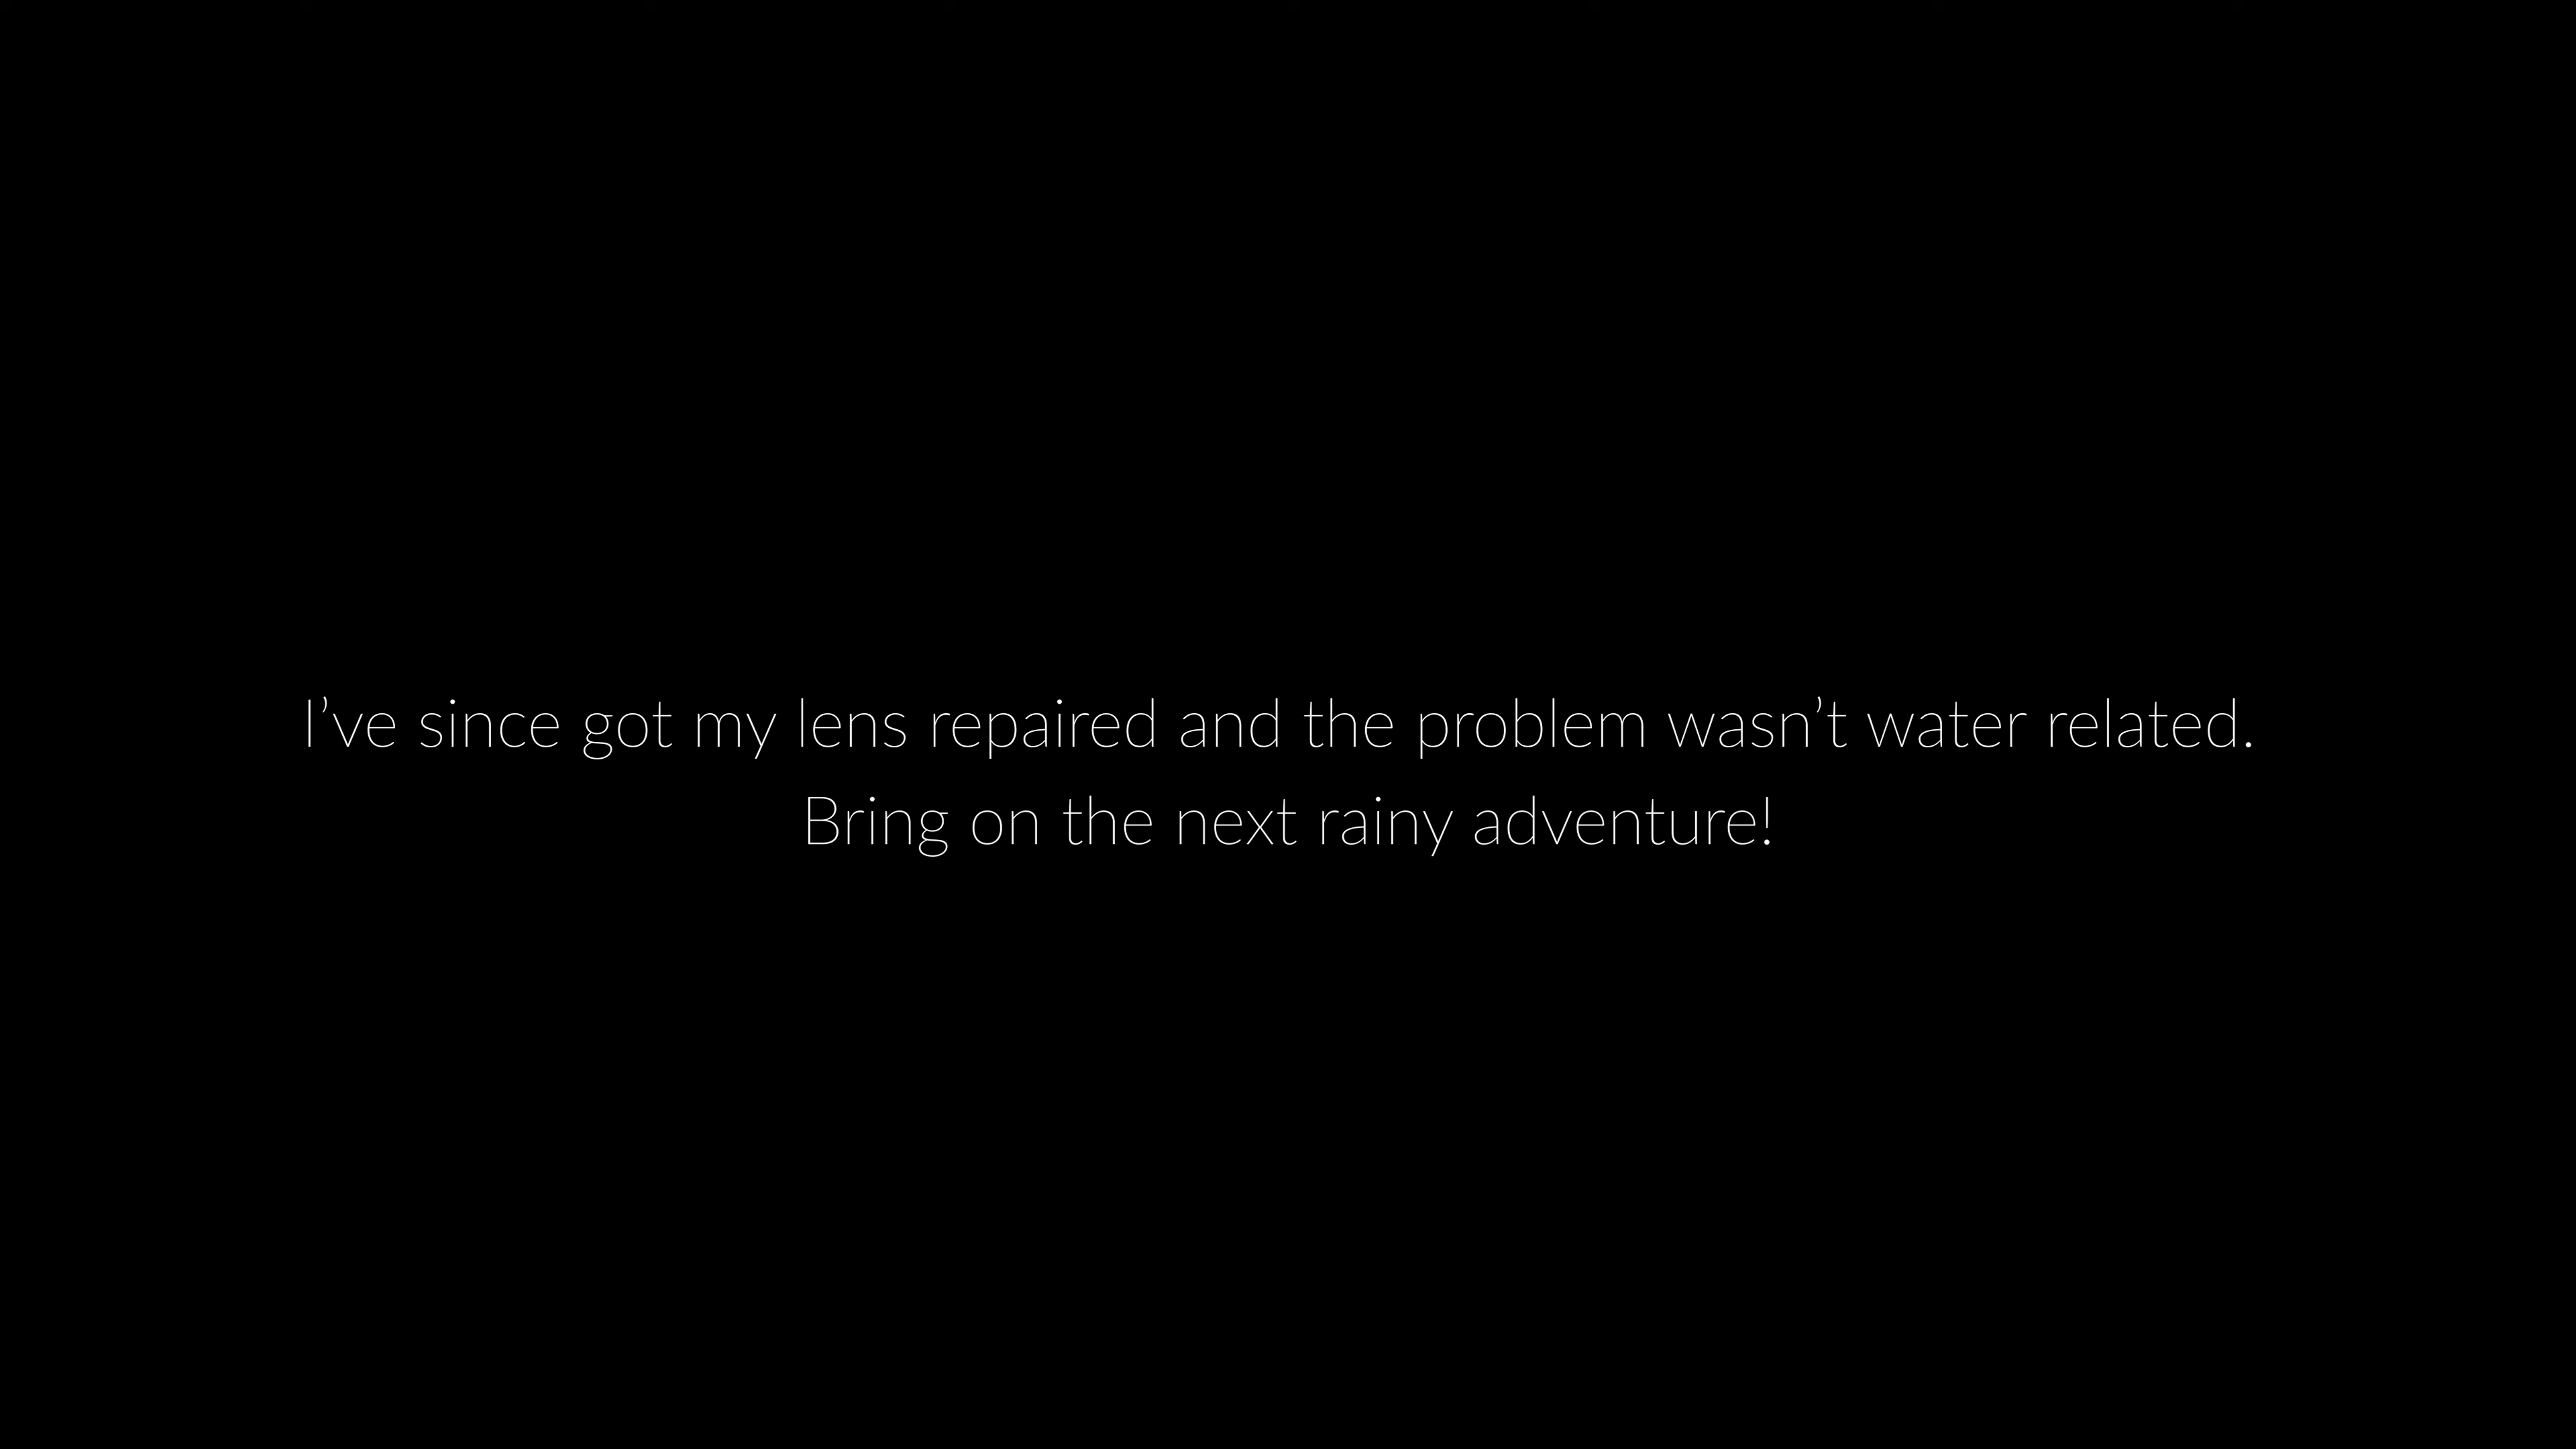 I’ve since got my lens repaired and the problem wasn’t water related.
Bring on the next rainy adventure!